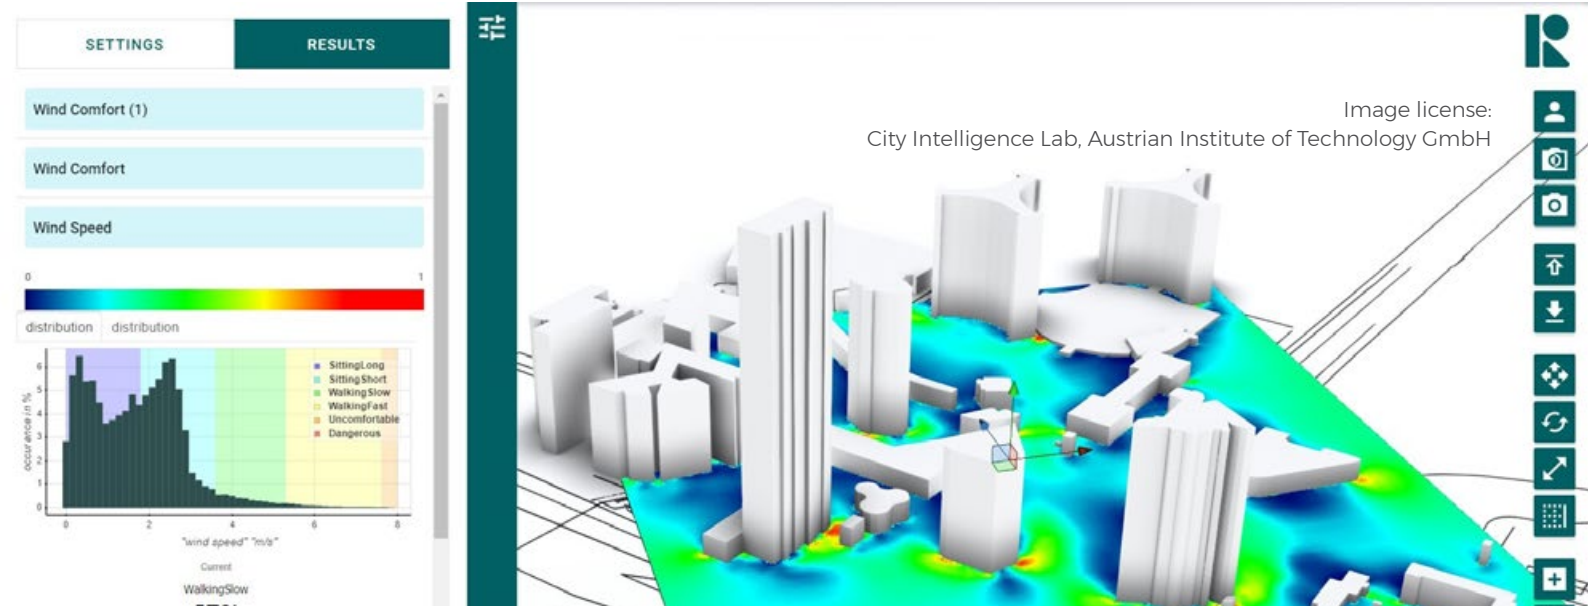 SETTINGS
RESULTS
Wind Comfort (1)
Wind Comfort
Wind Speed
0 1
distribution distribution
SittingLong
SittingShort
WalkingSlow
WalkingFast
Uncomfortable
Dangerous
occurence in %
6
5
4
3
2
1
0
0 2 4 6 8
"wind speed" "m/s"
Current
WalkingSlow
Image license:
City Intelligence Lab, Austrian Institute of Technology GmbH